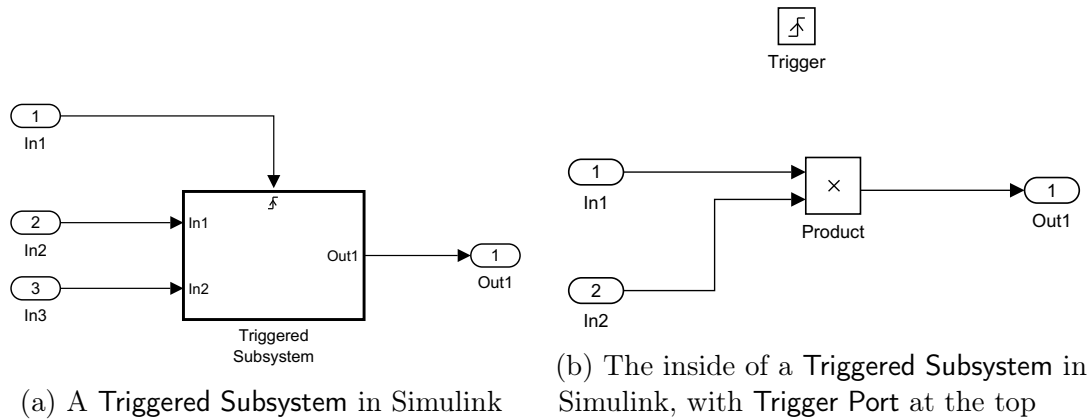 1
In1
2
In2
3
In3
In1
In2
Out1
Triggered
Subsystem
1
Out1
(a) A Triggered Subsystem in Simulink
Trigger
1
In1
2
In2
×
Product
1
Out1
(b) The inside of a Triggered Subsystem in
Simulink, with Trigger Port at the top